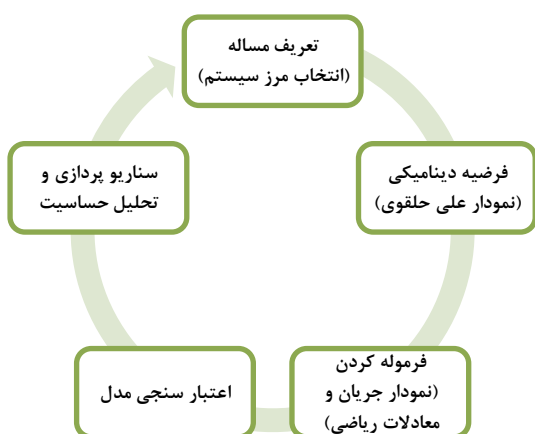 تعریف مساله
(انتخاب مرز سیستم)
فرضیه دینامیکی
(نمودار علی حلقوی)
فرموله کردن
(نمودار جریان و
معادلات ریاضی)
اعتبار سنجی مدل
سناریو پردازی و
تحلیل حساسیت